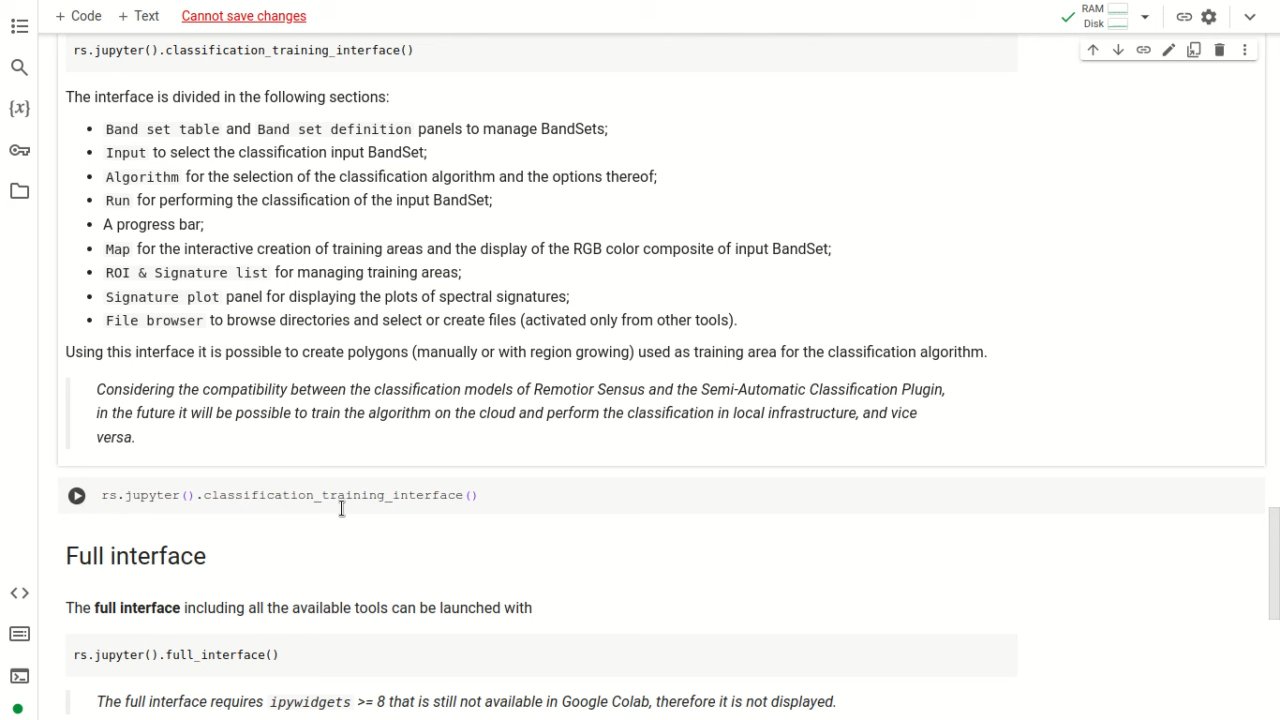 + Code + Text Cannot save changes
RAM
Disk
rs.jupyter().classification_training_interface()
The interface is divided in the following sections:
• Band set table and Band set definition panels to manage BandSets;
• Input to select the classification input BandSet;
• Algorithm for the selection of the classification algorithm and the options thereof;
• Run for performing the classification of the input BandSet;
• A progress bar;
• Map for the interactive creation of training areas and the display of the RGB color composite of input BandSet;
• ROI & Signature list for managing training areas;
• Signature plot panel for displaying the plots of spectral signatures;
• File browser to browse directories and select or create files (activated only from other tools).
Using this interface it is possible to create polygons (manually or with region growing) used as training area for the classification algorithm.
Considering the compatibility between the classification models of Remotior Sensus and the Semi-Automatic Classification Plugin,
in the future it will be possible to train the algorithm on the cloud and perform the classification in local infrastructure, and vice
versa.
rs.jupyter().classification_training_interface()
Full interface
The full interface including all the available tools can be launched with
rs.jupyter().full_interface()
The full interface requires ipywidgets >= 8 that is still not available in Google Colab, therefore it is not displayed.